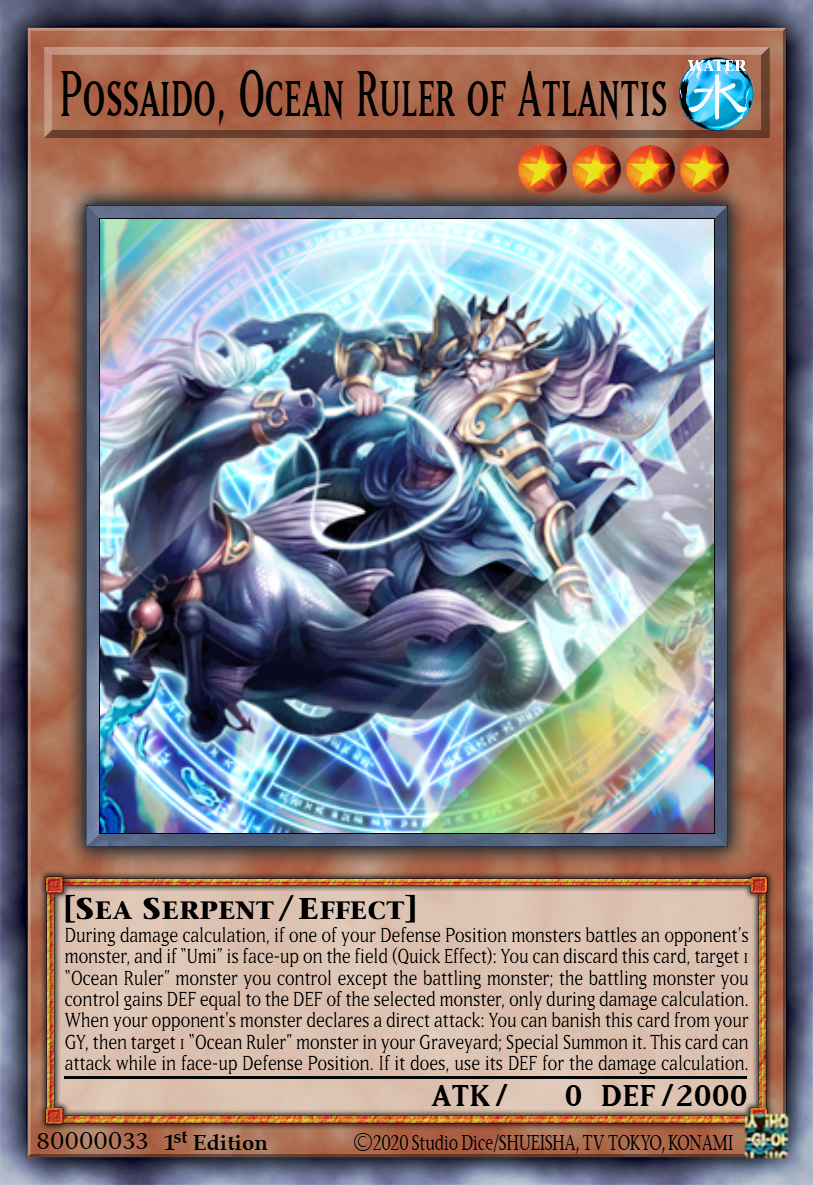 Possaido, Ocean Ruler of Atlantis
WATER
水
[Sea Serpent/Effect]
During damage calculation, if one of your Defense Position monsters battles an opponent's
monster, and if "Umi" is face-up on the field (Quick Effect): You can discard this card, target 1
"Ocean Ruler" monster you control except the battling monster; the battling monster you
control gains DEF equal to the DEF of the selected monster, only during damage calculation.
When your opponent's monster declares a direct attack: You can banish this card from your
GY, then target 1 "Ocean Ruler" monster in your Graveyard; Special Summon it. This card can
attack while in face-up Defense Position. If it does, use its DEF for the damage calculation.
ATK/ 0 DEF/2000
80000033 1st Edition ©2020 Studio Dice/SHUEISHA, TV TOKYO, KONAMI